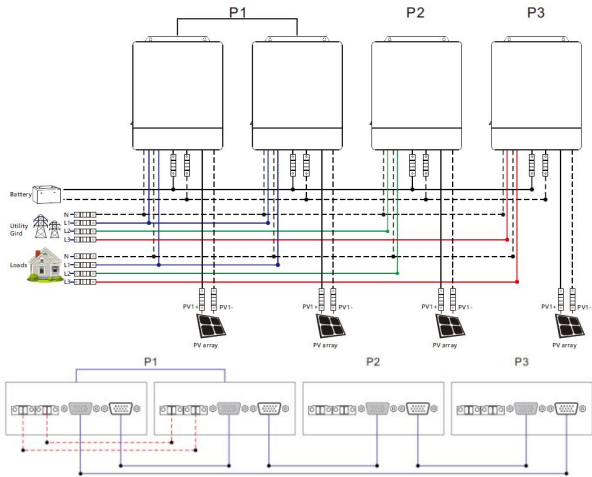 P1 P2 P3
Battery
Utility
Gird
N
L1
L2
L3
Loads
N
L1
L2
L3
PV1+ PV1- PV1+ PV1- PV1+ PV1- PV1+ PV1-
PV array PV array PV array PV array
P1 P2 P3